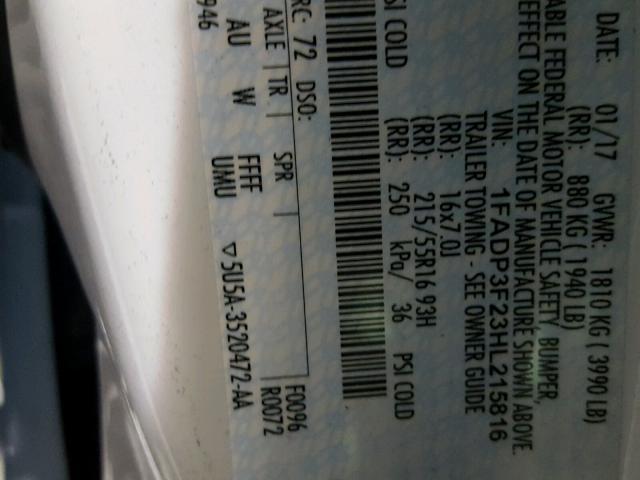 DATE: 01/17 GVWR: 1810 KG ( 3990 LB)
(RR): 880 KG ( 1940 LB)
ABLE FEDERAL MOTOR VEHICLE SAFETY, BUMPER,
EFFECT ON THE DATE OF MANUFACTURE SHOWN ABOVE.
VIN: 1FADP3F23HL215816
TRAILER TOWING - SEE OWNER GUIDE
(RR): 16x7.0J
(RR): 215/55R16 93H
SI COLD (RR): 250 kPa/ 36 PSI COLD
RC: 72 DSO: F0096
AXLE | TR | SPR | R0072
AU W FFFF ▽5U5A-3520472-AA
946 UMU